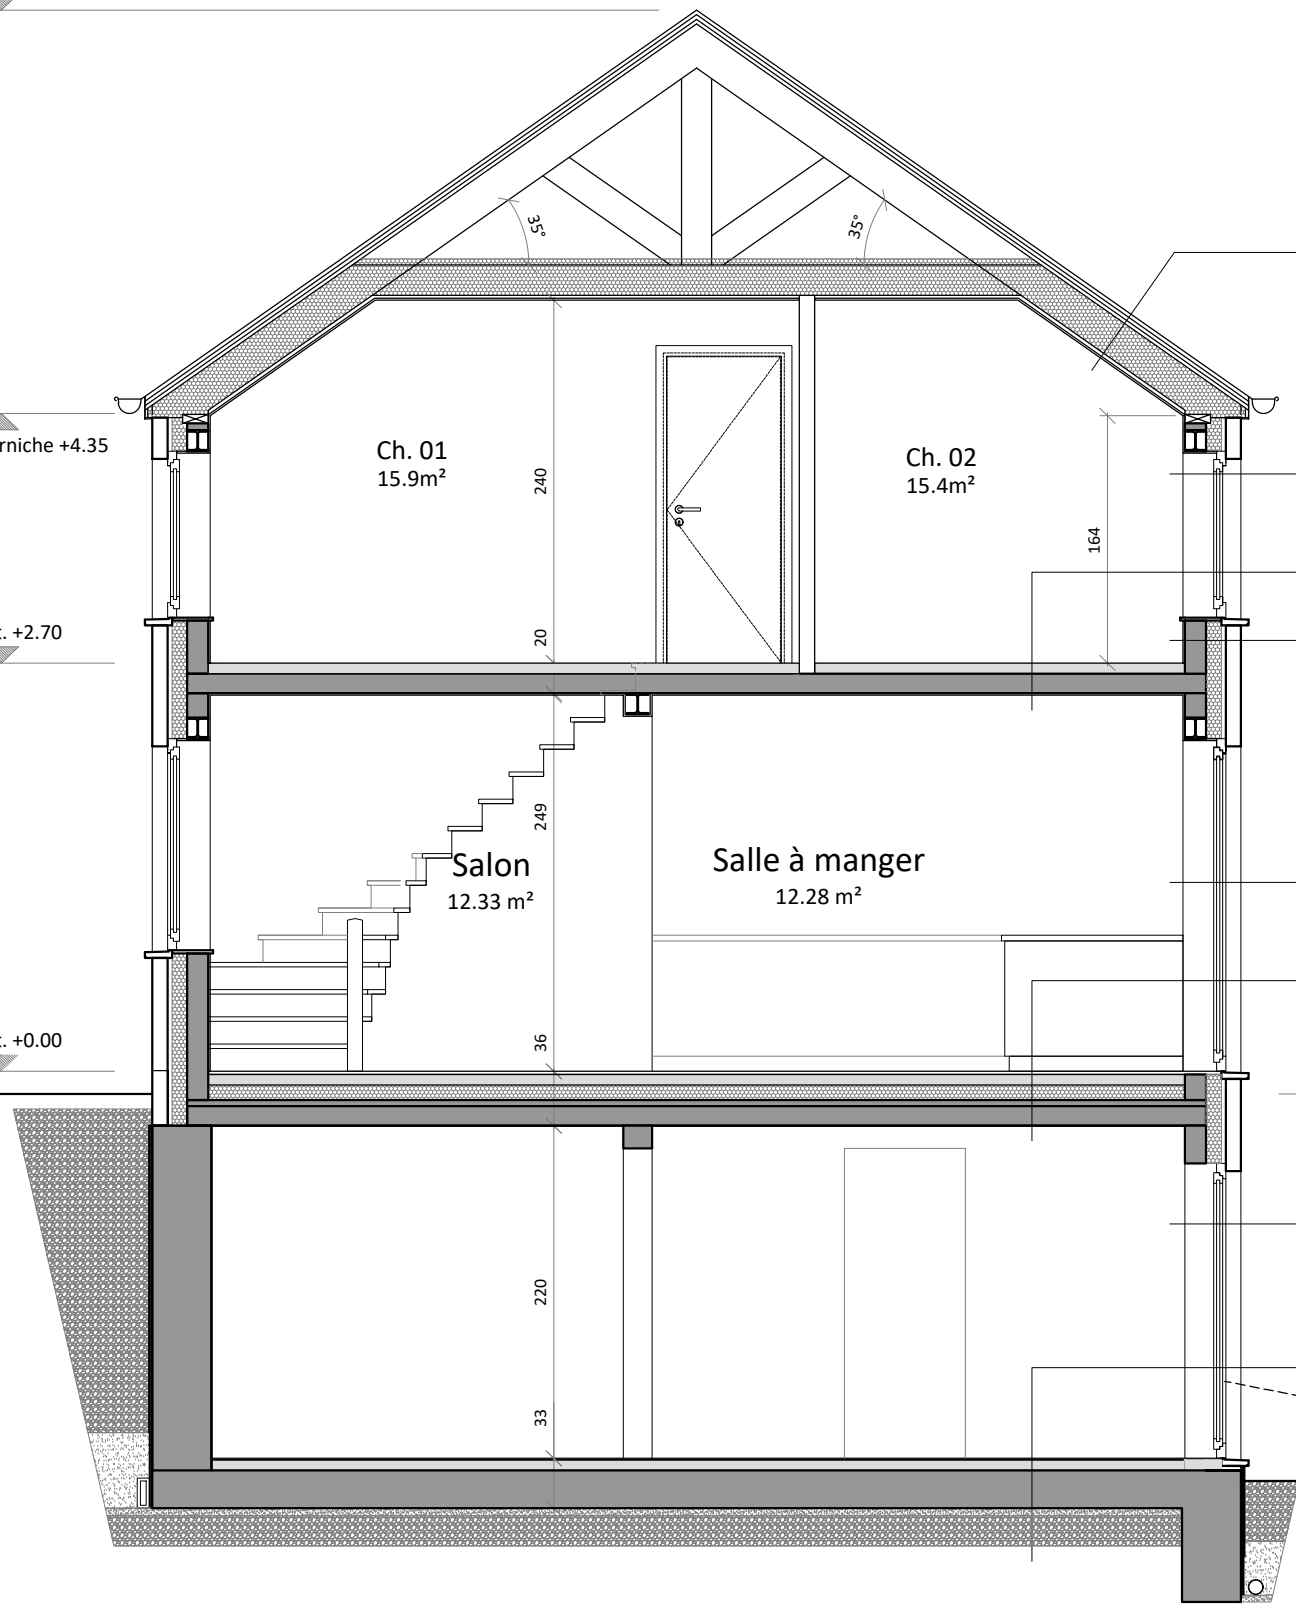 35°
35°
rniche +4.35
Ch. 01
15.9m²
Ch. 02
15.4m²
240
164
t. +2.70
20
249
Salon
12.33 m²
Salle à manger
12.28 m²
t. +0.00
36
220
33